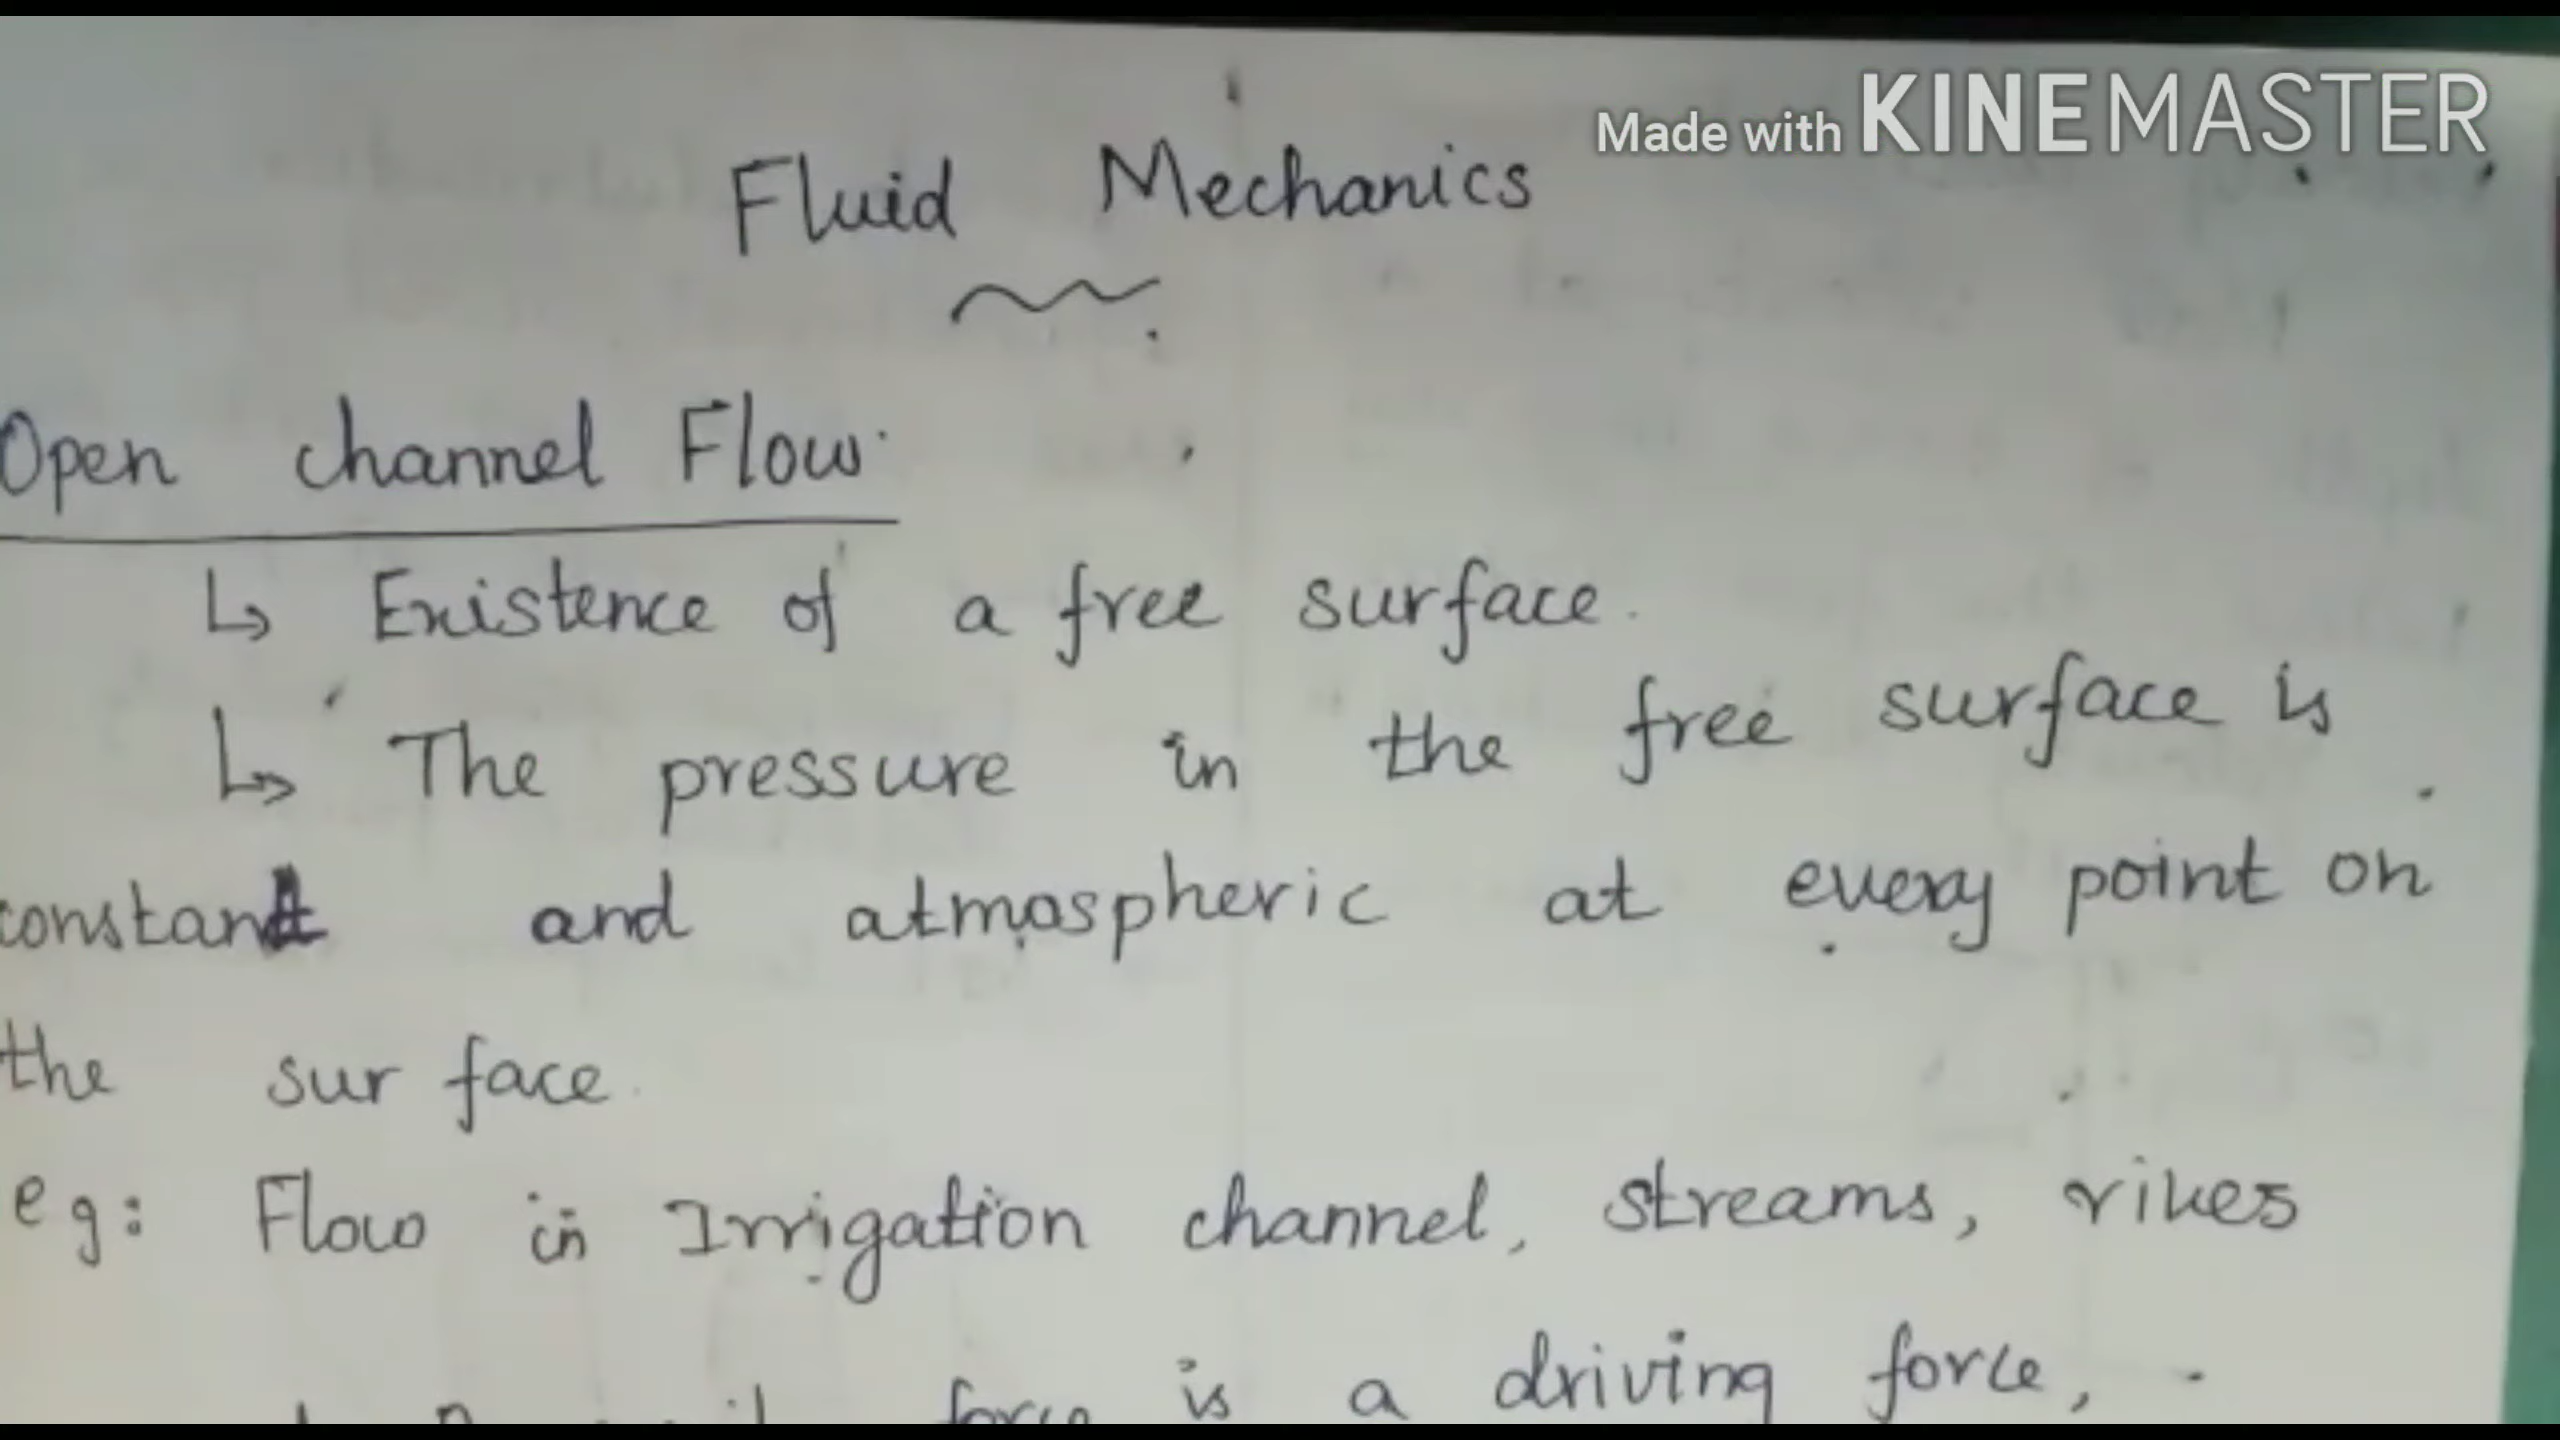 Made with KINEMASTER
Fluid Mechanics
Open channel Flow
↳ Existence of a free surface.
↳ The pressure in the free surface is
constant and atmospheric at every point on
the sur face.
eg: Flow in Irrigation channel, streams, rives
force is a driving force,